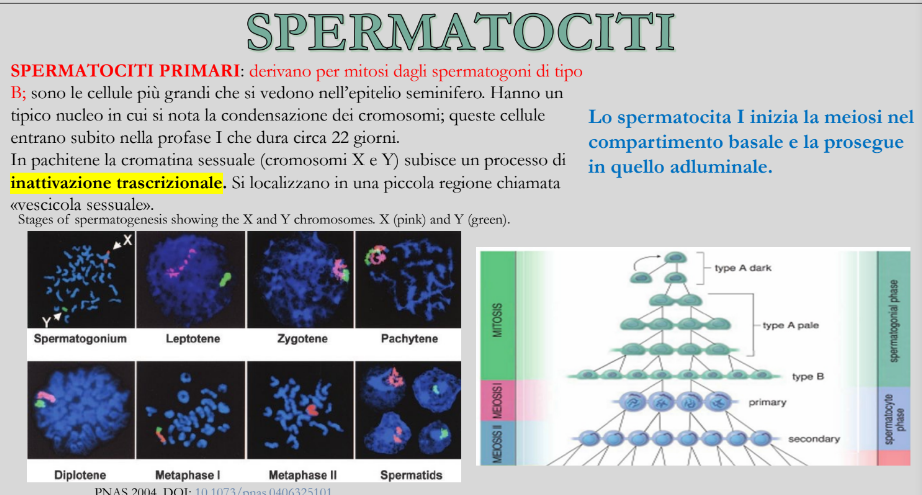 SPERMATOCITI
SPERMATOCITI PRIMARI: derivano per mitosi dagli spermatogoni di tipo
B; sono le cellule più grandi che si vedono nell'epitelio seminifero. Hanno un
tipico nucleo in cui si nota la condensazione dei cromosomi; queste cellule
entrano subito nella profase I che dura circa 22 giorni.
In pachitene la cromatina sessuale (cromosomi X e Y) subisce un processo di
inattivazione trascrizionale. Si localizzano in una piccola regione chiamata
«vescicola sessuale».
Lo spermatocita I inizia la meiosi nel
compartimento basale e la prosegue
in quello adluminale.
Stages of spermatogenesis showing the X and Y chromosomes. X (pink) and Y (green).
X
Y
Spermatogonium
Leptotene
Zygotene
Pachytene
Diplotene
Metaphase I
Metaphase II
Spermatids
PNAS 2004 DOI: 10.1073/pnas.0406325101
MITOSIS
MEIOSIS I
MEIOSIS II
type A dark
type A pale
type B
primary
secondary
spermatogonial phase
spermatocyte
phase